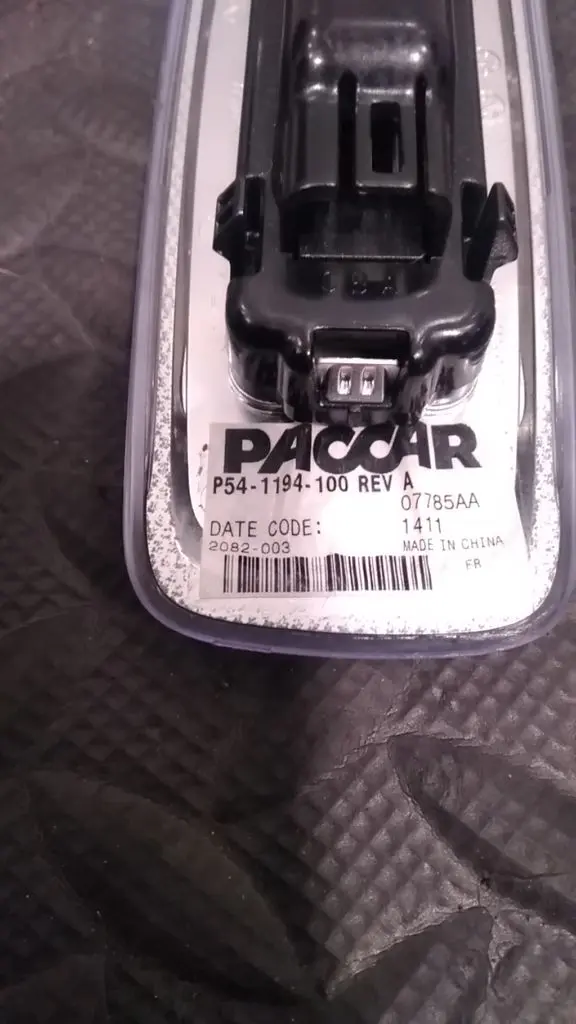 C B A
PACCAR
P54-1194-100 REV A
07785AA
DATE CODE: 1411
2082-003 MADE IN CHINA
FR